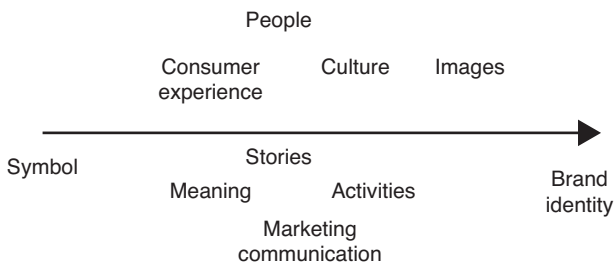 People
Consumer experience
Culture
Images
Symbol
Stories
Meaning
Activities
Brand identity
Marketing communication